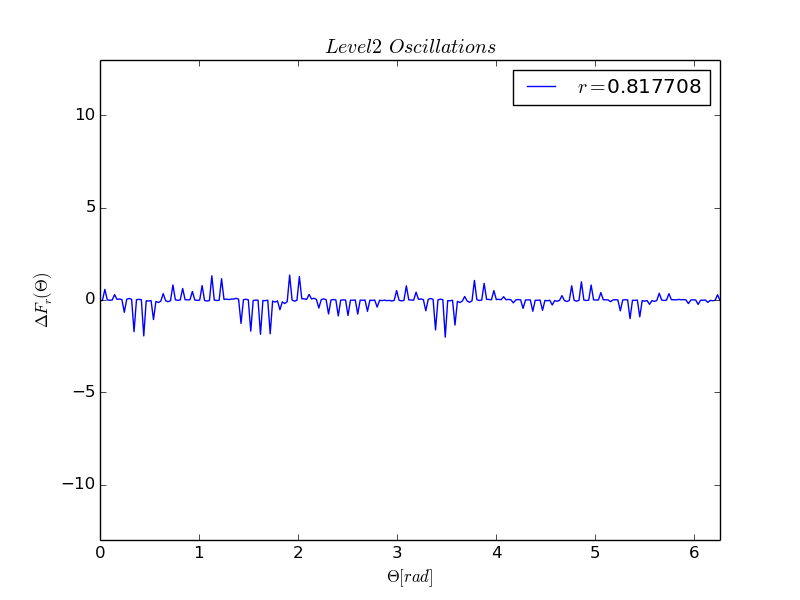 Level2 Oscillations
r=0.817708
10
5
0
−5
−10
ΔF_r(Θ)
0 1 2 3 4 5 6
Θ[rad]